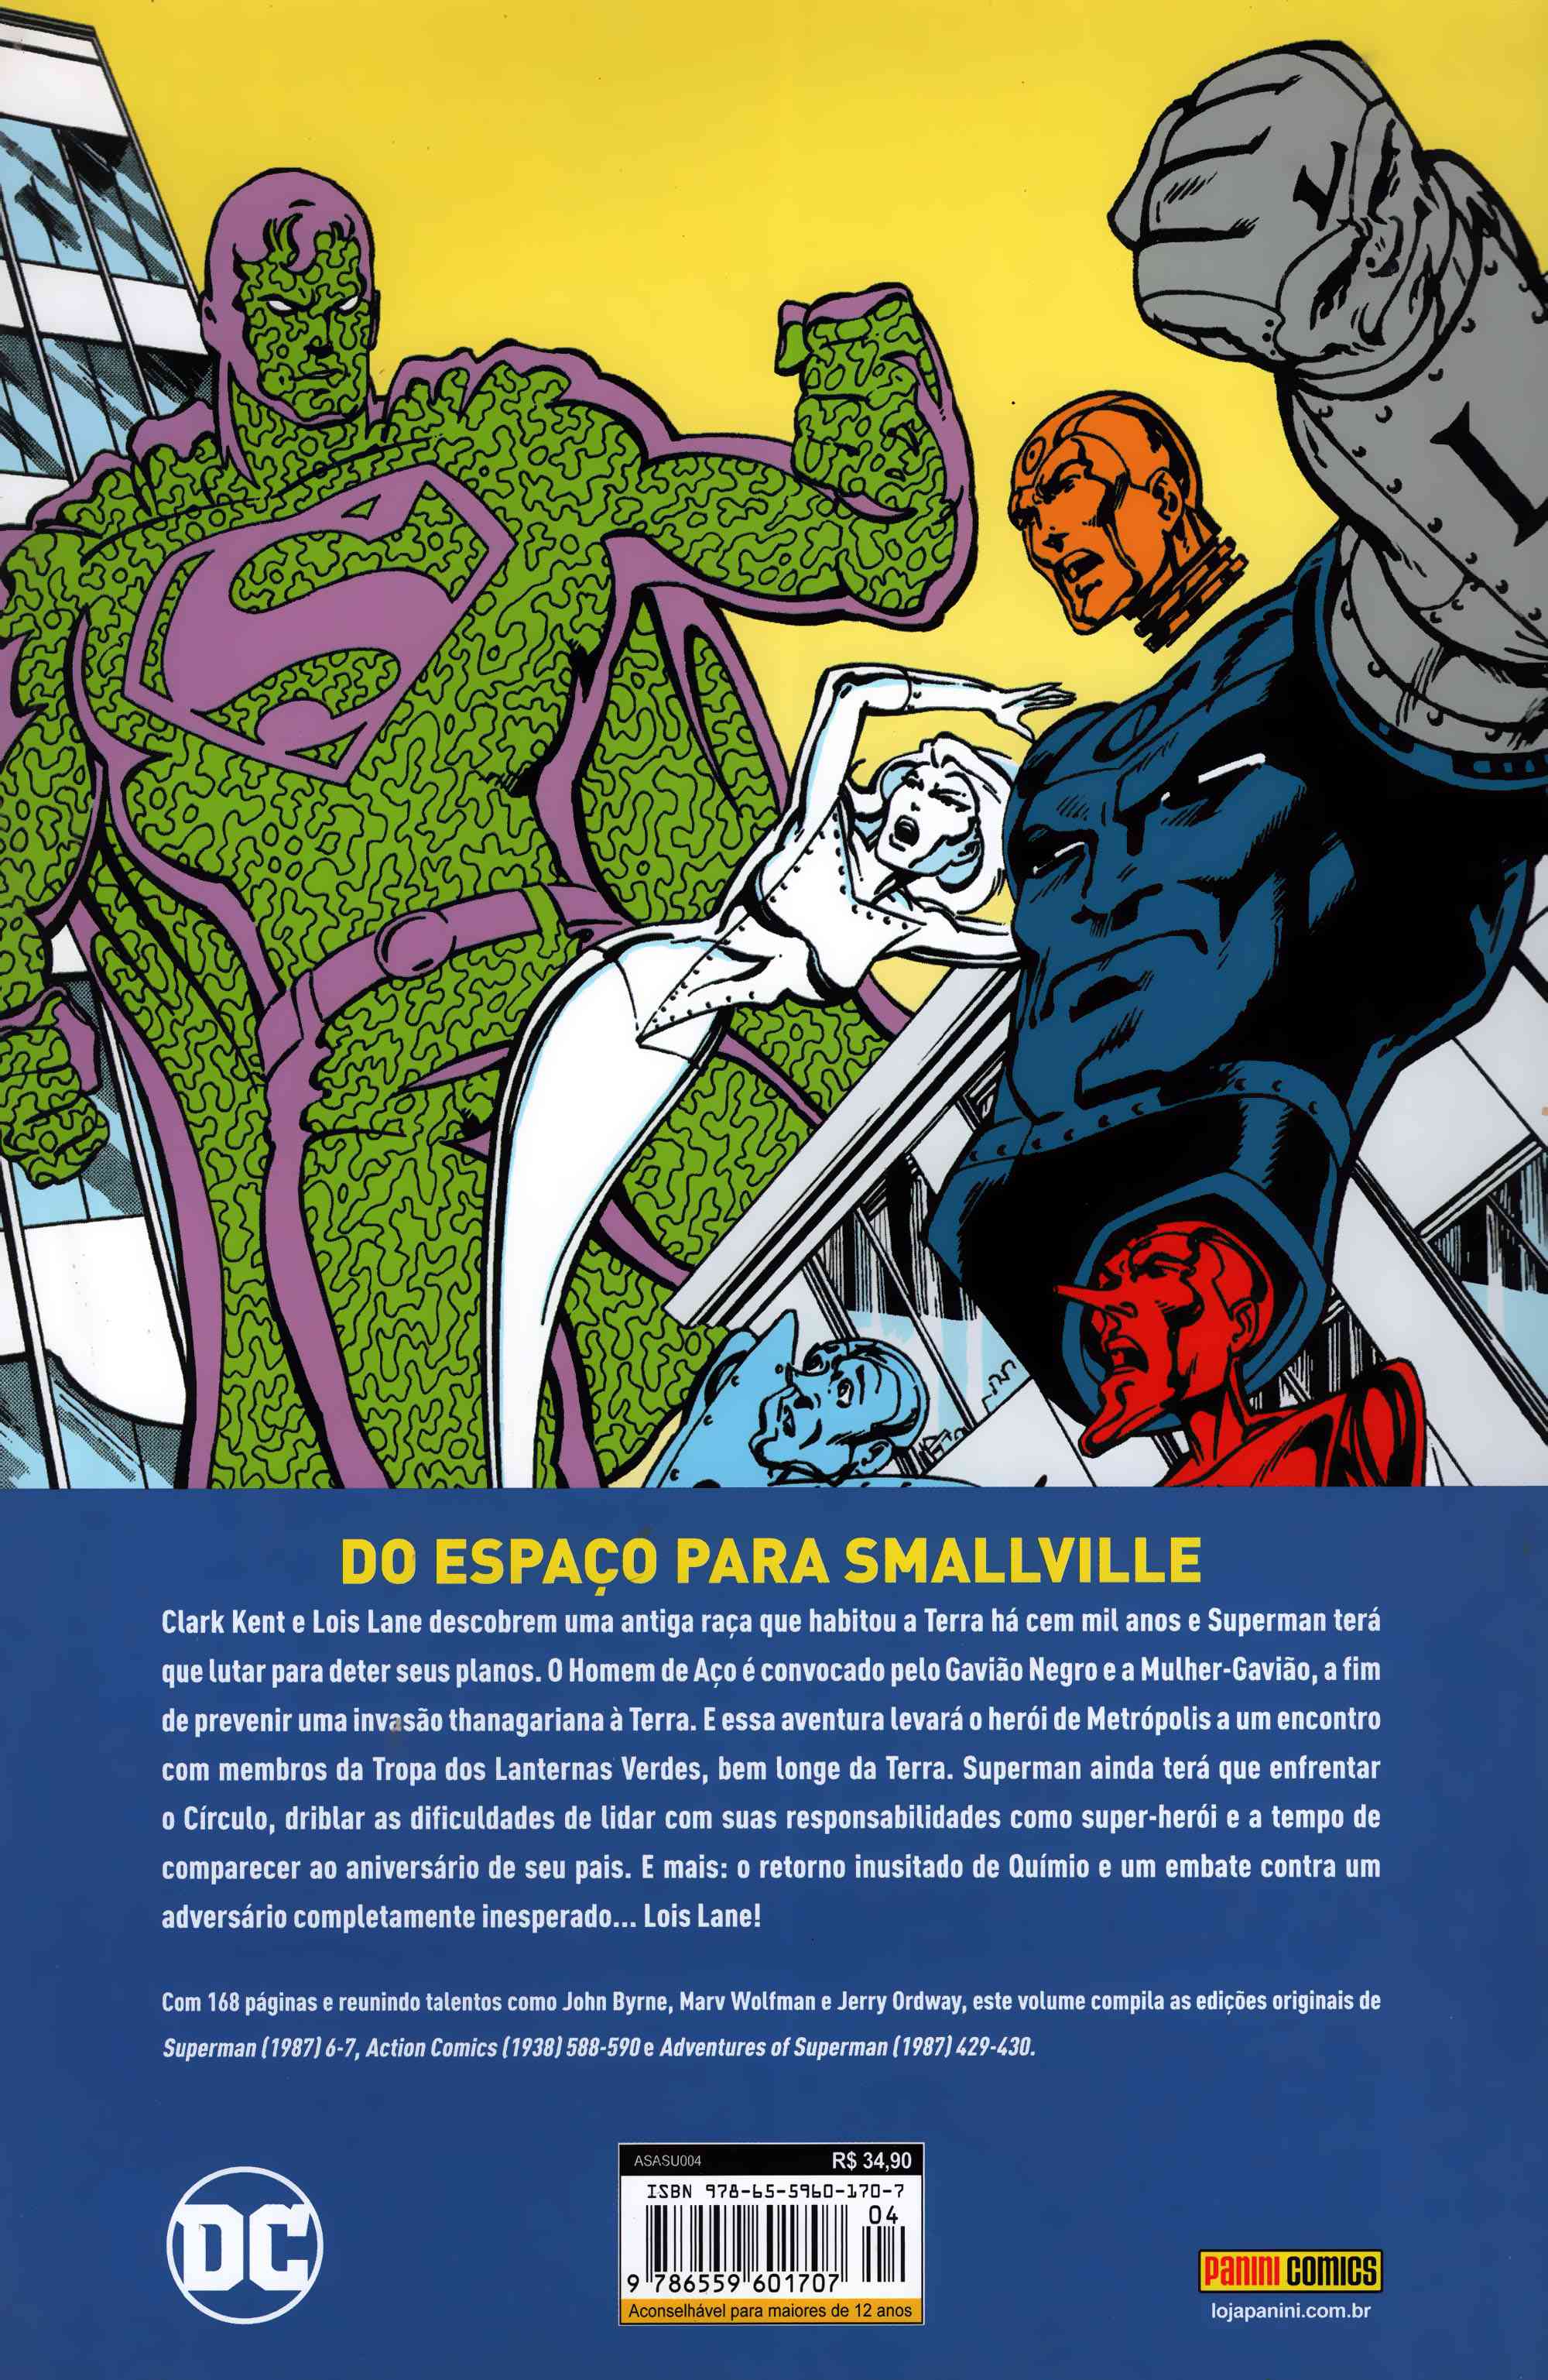 DO ESPAÇO PARA SMALLVILLE
Clark Kent e Lois Lane descobrem uma antiga raça que habitou a Terra há cem mil anos e Superman terá
que lutar para deter seus planos. O Homem de Aço é convocado pelo Gavião Negro e a Mulher-Gavião, a fim
de prevenir uma invasão thanagariana à Terra. E essa aventura levará o herói de Metrópolis a um encontro
com membros da Tropa dos Lanternas Verdes, bem longe da Terra. Superman ainda terá que enfrentar
o Círculo, driblar as dificuldades de lidar com suas responsabilidades como super-herói e a tempo de
comparecer ao aniversário de seu pais. E mais: o retorno inusitado de Químio e um embate contra um
adversário completamente inesperado... Lois Lane!
Com 168 páginas e reunindo talentos como John Byrne, Marv Wolfman e Jerry Ordway, este volume compila as edições originais de
Superman (1987) 6-7, Action Comics (1938) 588-590 e Adventures of Superman (1987) 429-430.
DC
ASASU004 R$ 34,90
ISBN 978-65-5960-170-7
04
9 786559 601707
Aconselhável para maiores de 12 anos
PANINI COMICS
lojapanini.com.br